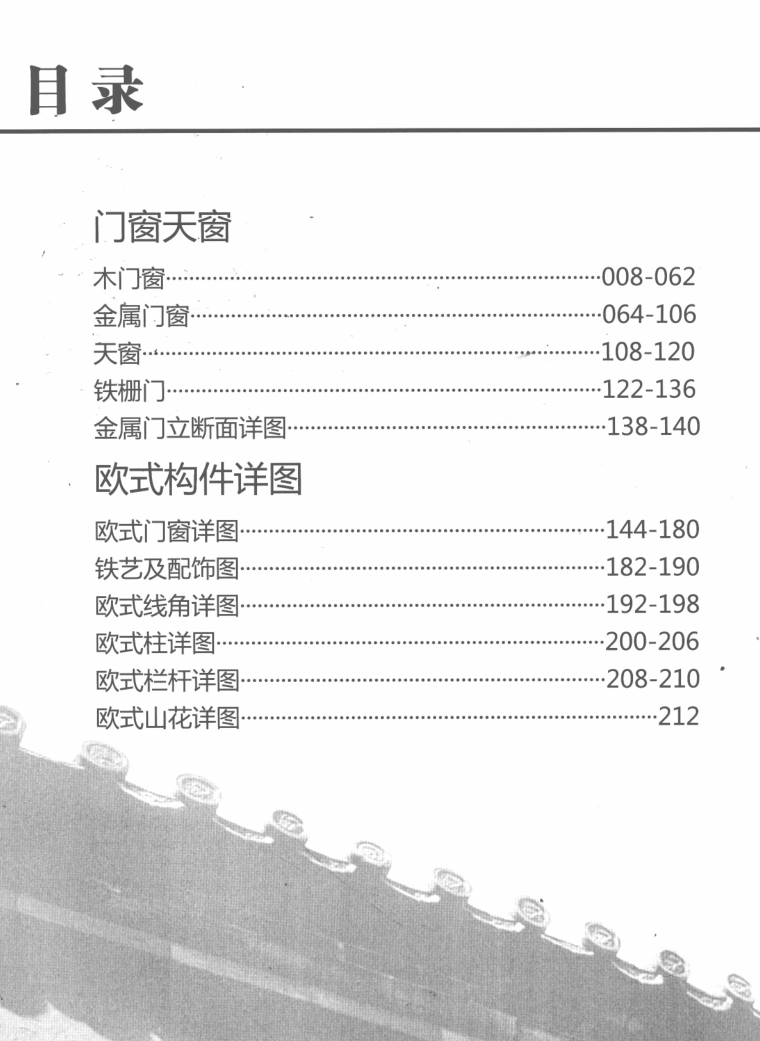 目录
门窗天窗
木门窗……………………………………………………………008-062
金属门窗…………………………………………………………064-106
天窗………………………………………………………………108-120
铁栅门……………………………………………………………122-136
金属门立断面详图………………………………………………138-140
欧式构件详图
欧式门窗详图……………………………………………………144-180
铁艺及配饰图……………………………………………………182-190
欧式线角详图……………………………………………………192-198
欧式柱详图………………………………………………………200-206
欧式栏杆详图……………………………………………………208-210
欧式山花详图……………………………………………………………212